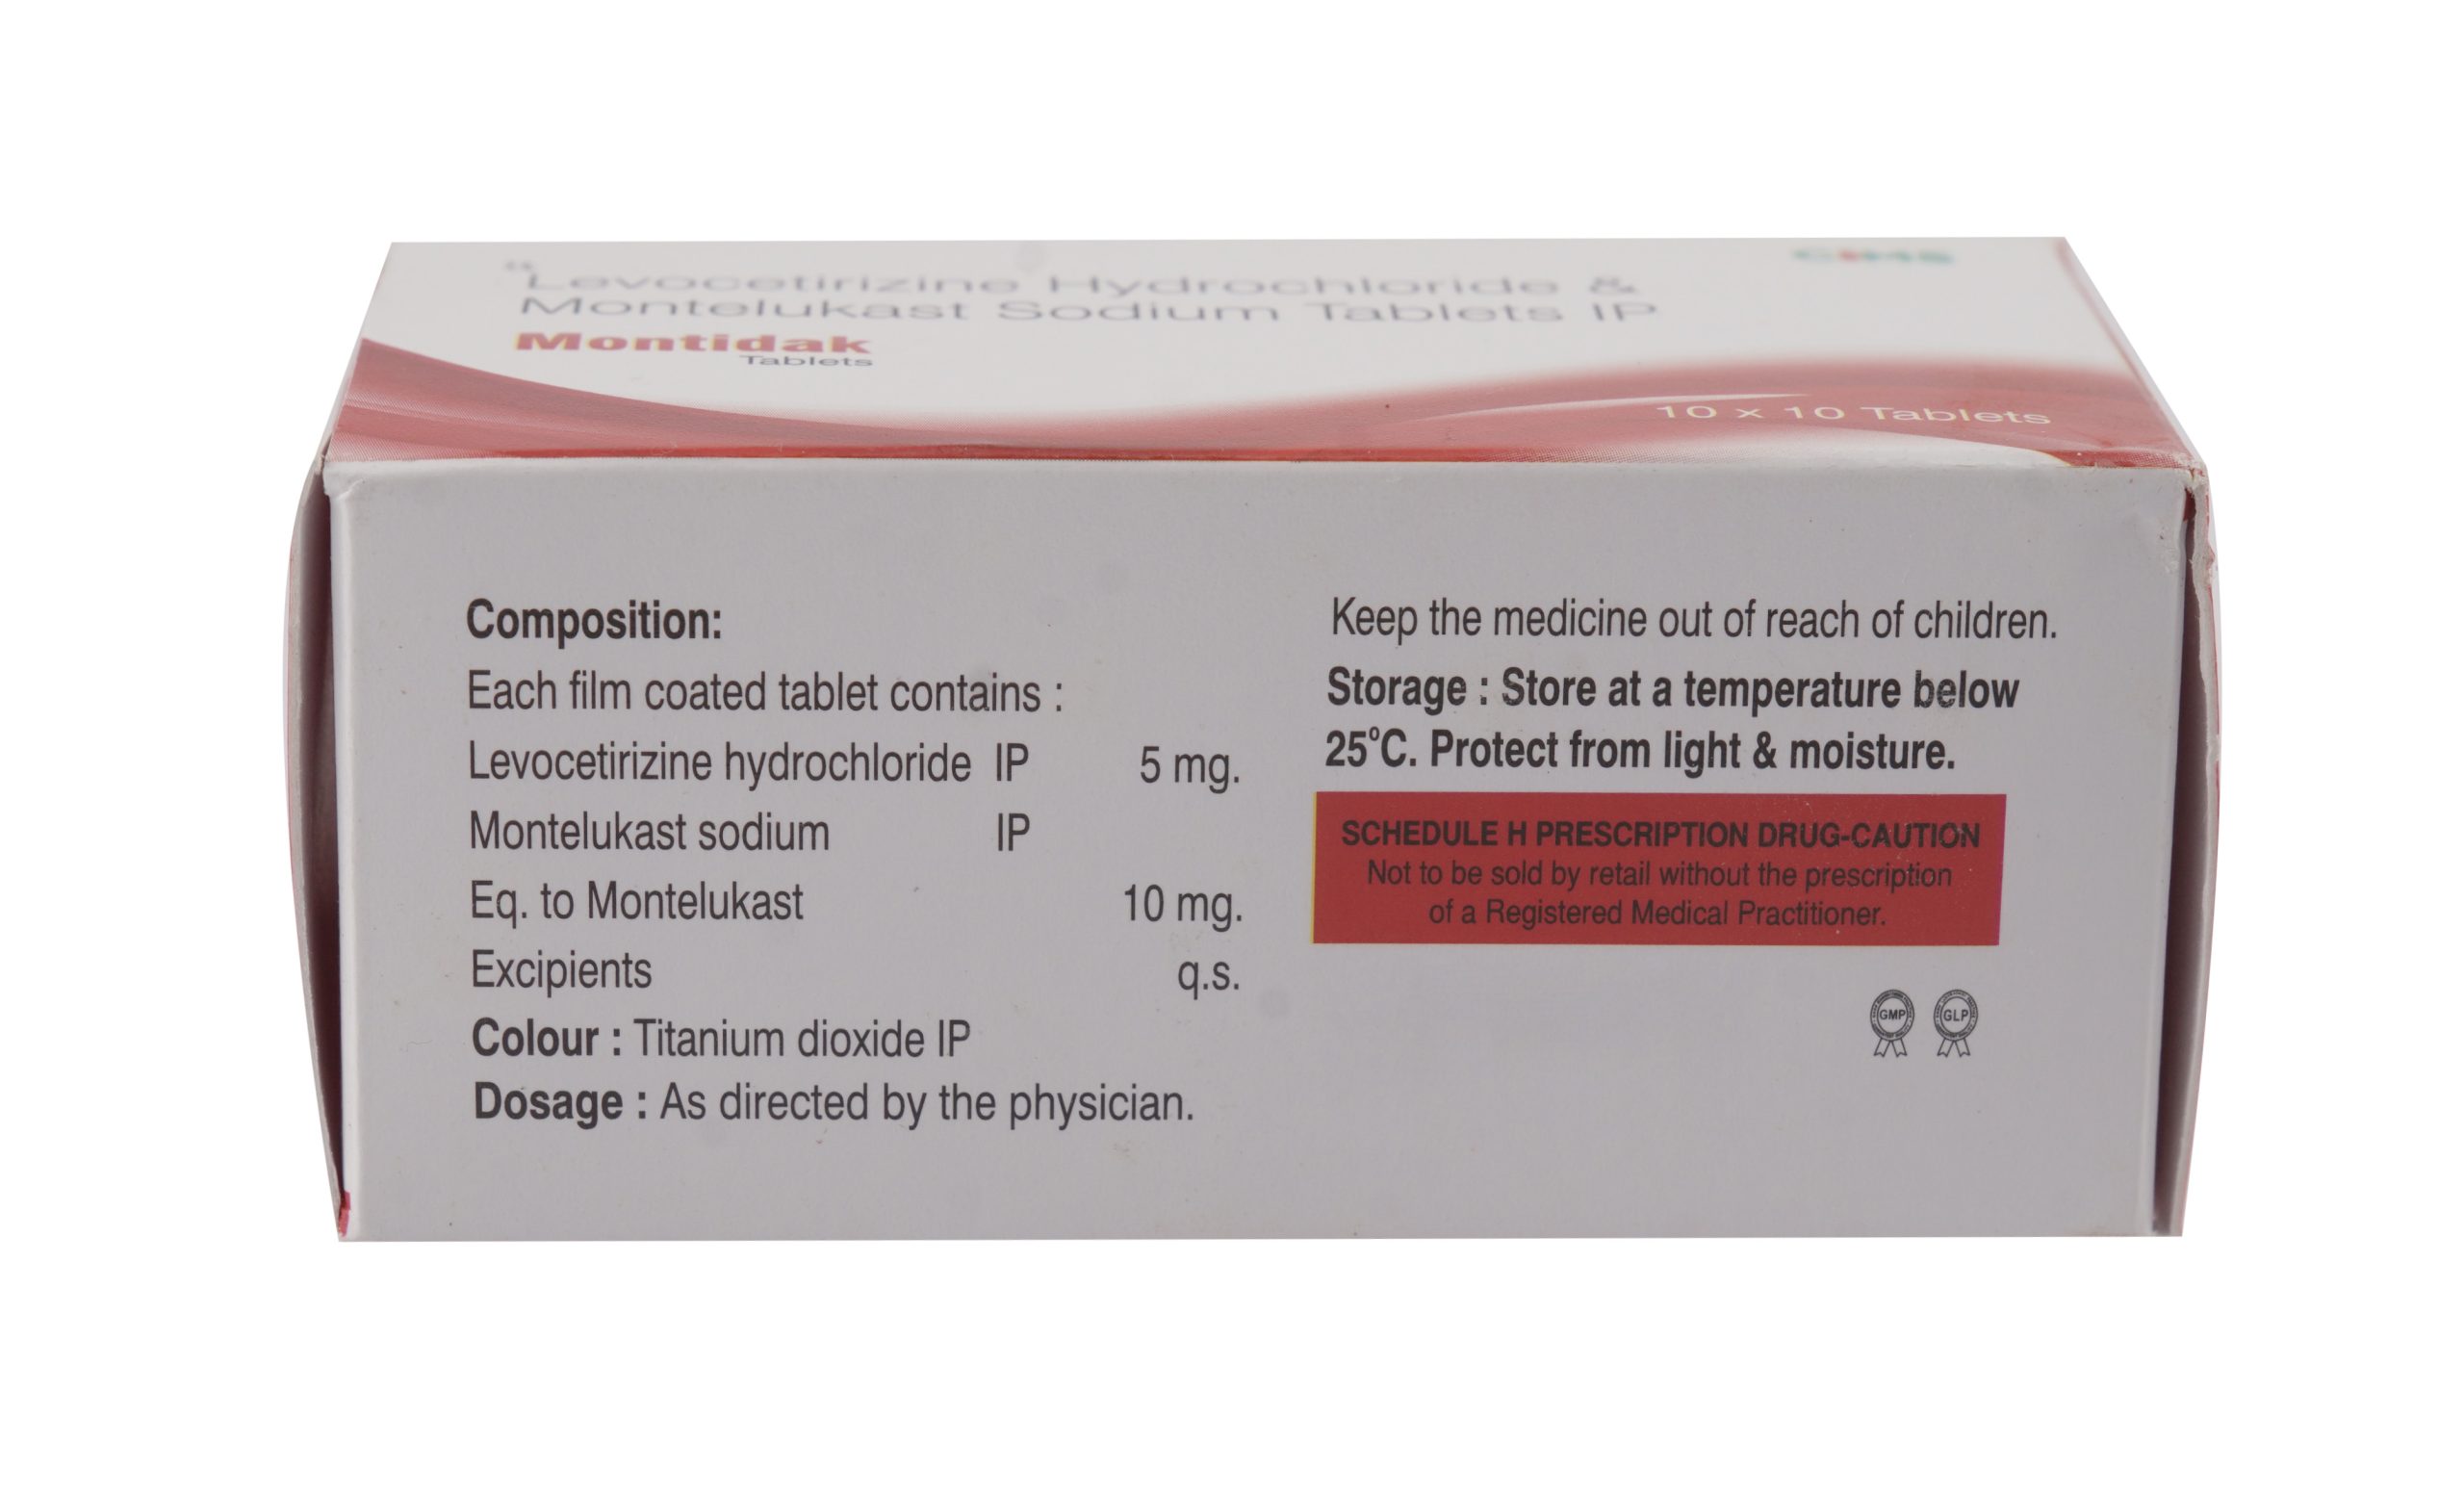 Levocetirizine Hydrochloride &
Montelukast Sodium Tablets IP
Montidak
Tablets
10 x 10 Tablets
Composition:
Each film coated tablet contains :
Levocetirizine hydrochloride IP 5 mg.
Montelukast sodium IP
Eq. to Montelukast 10 mg.
Excipients q.s.
Colour : Titanium dioxide IP
Dosage : As directed by the physician.
Keep the medicine out of reach of children.
Storage : Store at a temperature below
25°C. Protect from light & moisture.
SCHEDULE H PRESCRIPTION DRUG-CAUTION
Not to be sold by retail without the prescription
of a Registered Medical Practitioner.
GMP GLP